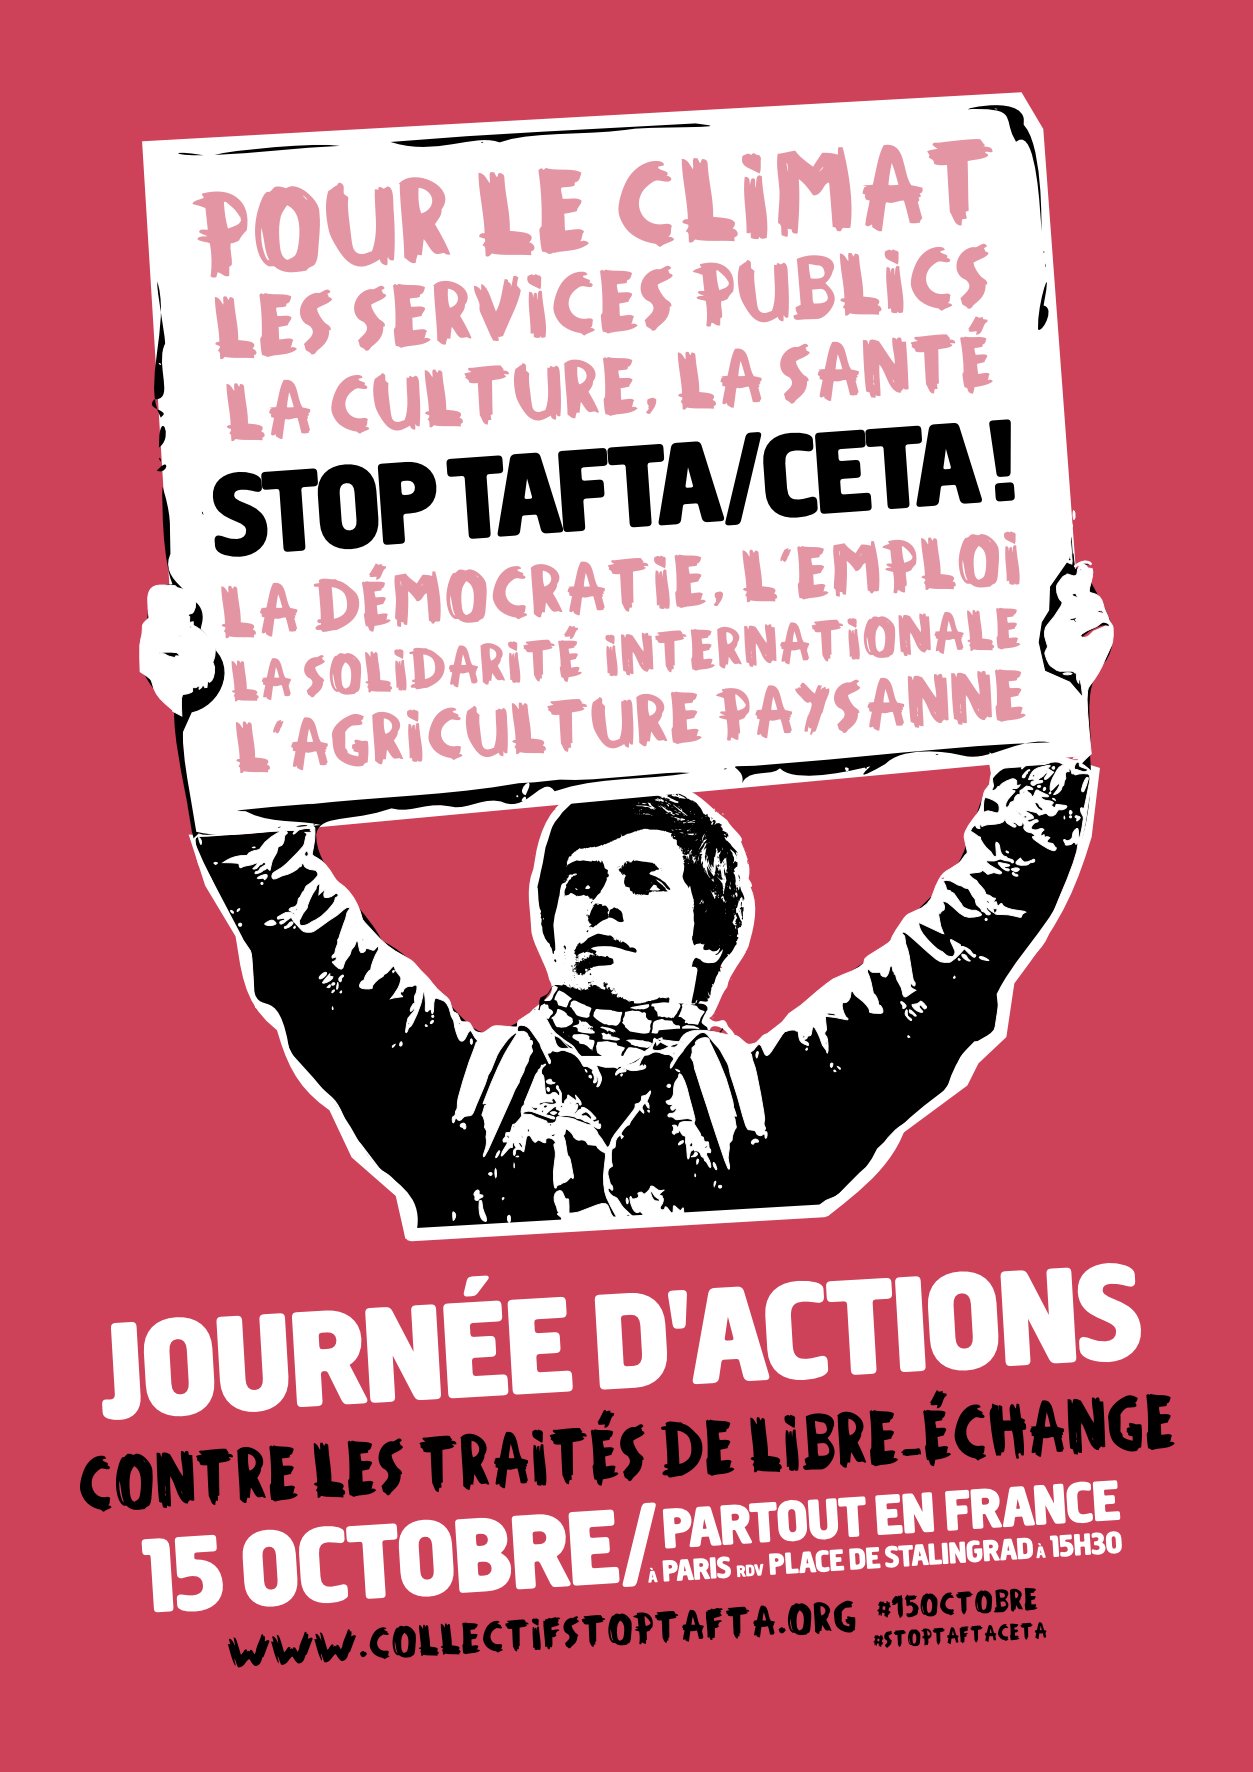 POUR LE CLIMAT
LES SERVICES PUBLICS
LA CULTURE, LA SANTÉ
STOP TAFTA/CETA !
LA DÉMOCRATIE, L'EMPLOI
LA SOLIDARITÉ INTERNATIONALE
L'AGRICULTURE PAYSANNE
JOURNÉE D'ACTIONS
CONTRE LES TRAITÉS DE LIBRE-ÉCHANGE
15 OCTOBRE/PARTOUT EN FRANCE
À PARIS RDV PLACE DE STALINGRAD À 15H30
WWW.COLLECTIFSTOPTAFTA.ORG
#15OCTOBRE
#STOPTAFTACETA